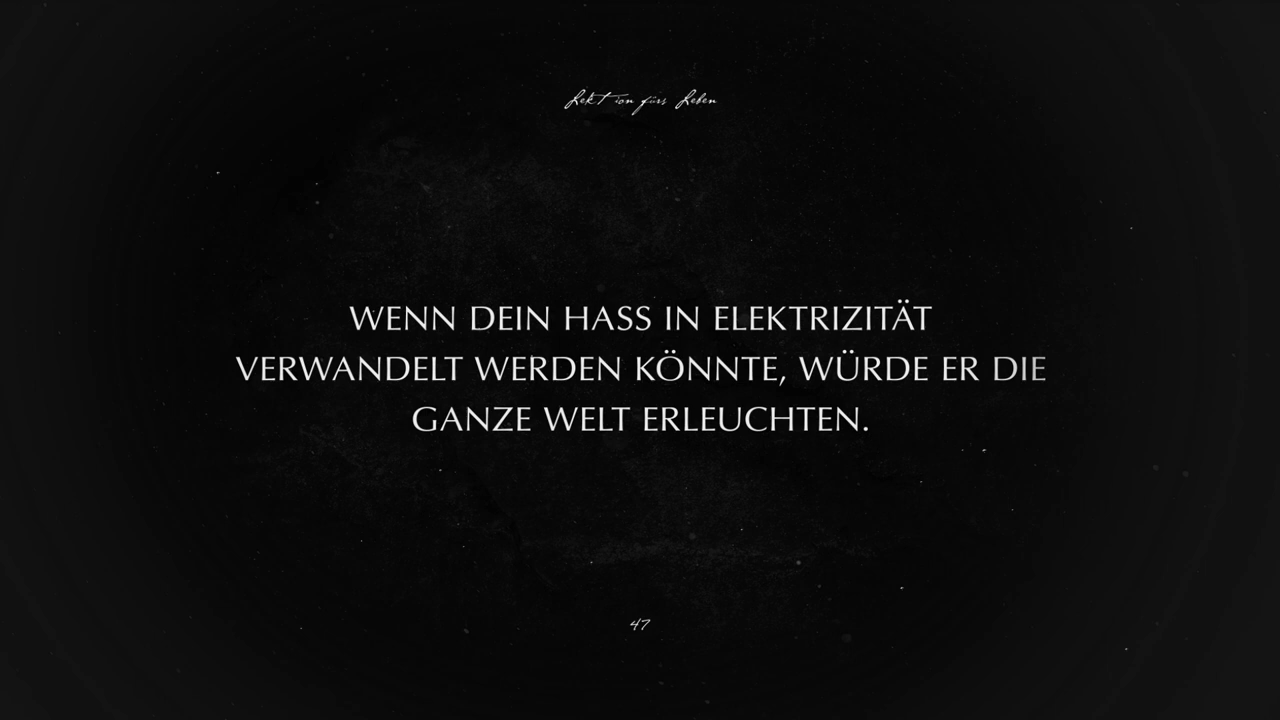 Lektion fürs Leben
WENN DEIN HASS IN ELEKTRIZITÄT
VERWANDELT WERDEN KÖNNTE, WÜRDE ER DIE
GANZE WELT ERLEUCHTEN.
47